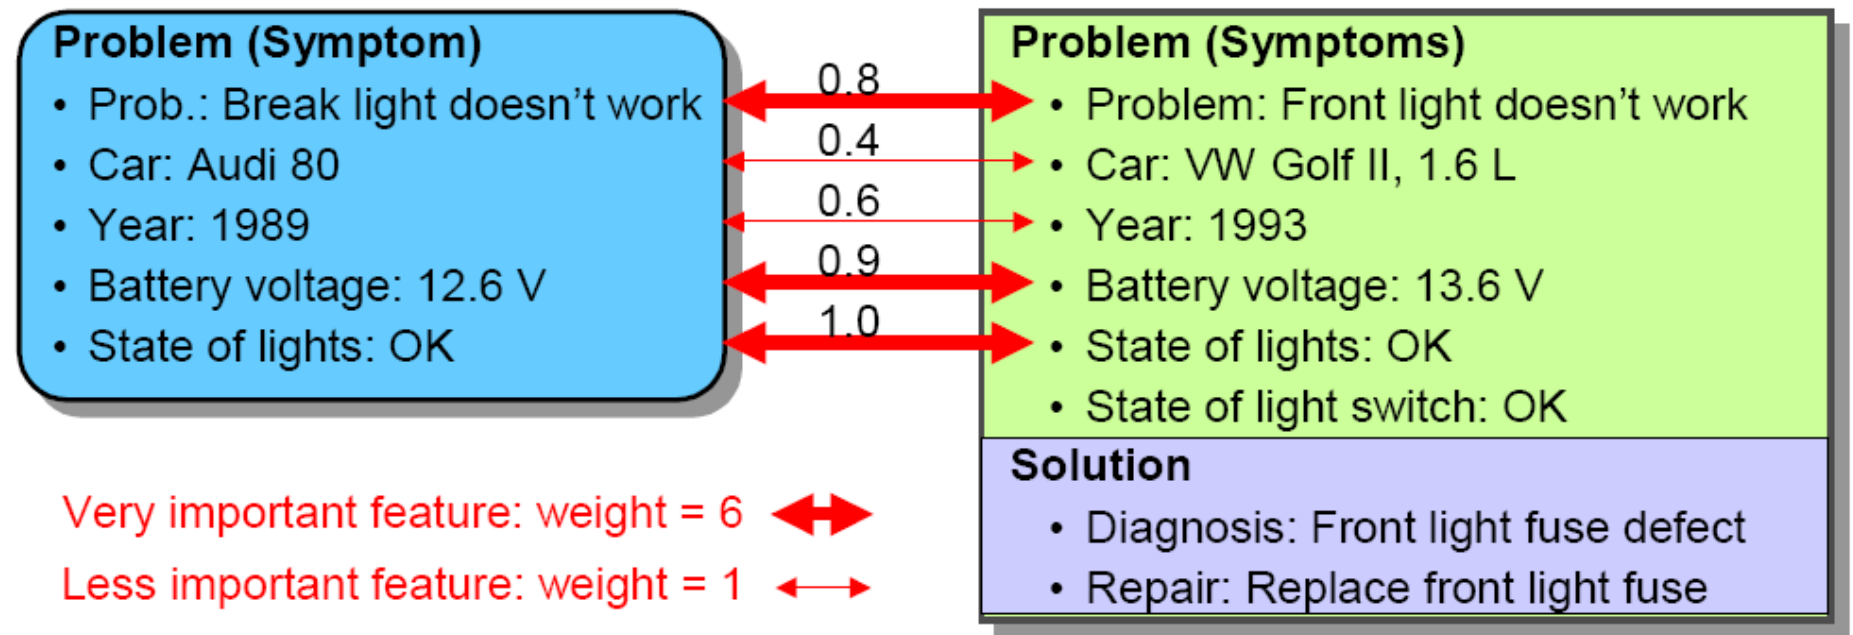 Problem (Symptom)
• Prob.: Break light doesn't work
• Car: Audi 80
• Year: 1989
• Battery voltage: 12.6 V
• State of lights: OK
0.8
0.4
0.6
0.9
1.0
Problem (Symptoms)
• Problem: Front light doesn't work
• Car: VW Golf II, 1.6 L
• Year: 1993
• Battery voltage: 13.6 V
• State of lights: OK
• State of light switch: OK
Solution
• Diagnosis: Front light fuse defect
• Repair: Replace front light fuse
Very important feature: weight = 6
Less important feature: weight = 1